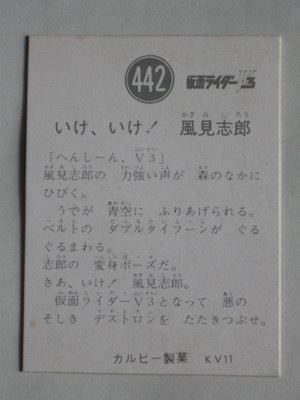 442
仮面ライダーV3
いけ、いけ! 風見志郎
かざみしろう
「へんしーん、V3」
風見志郎の 力強い声が 森のなかに
ひびく。
うでが 青空に ふりあげられる。
ベルトの ダブルタイフーンが ぐる
ぐるまわる。
志郎の 変身ポーズだ。
さあ、いけ! 風見志郎。
仮面ライダーV3となって 悪の
そしき デストロンを たたきつぶせ。
カルビー製菓 KV11